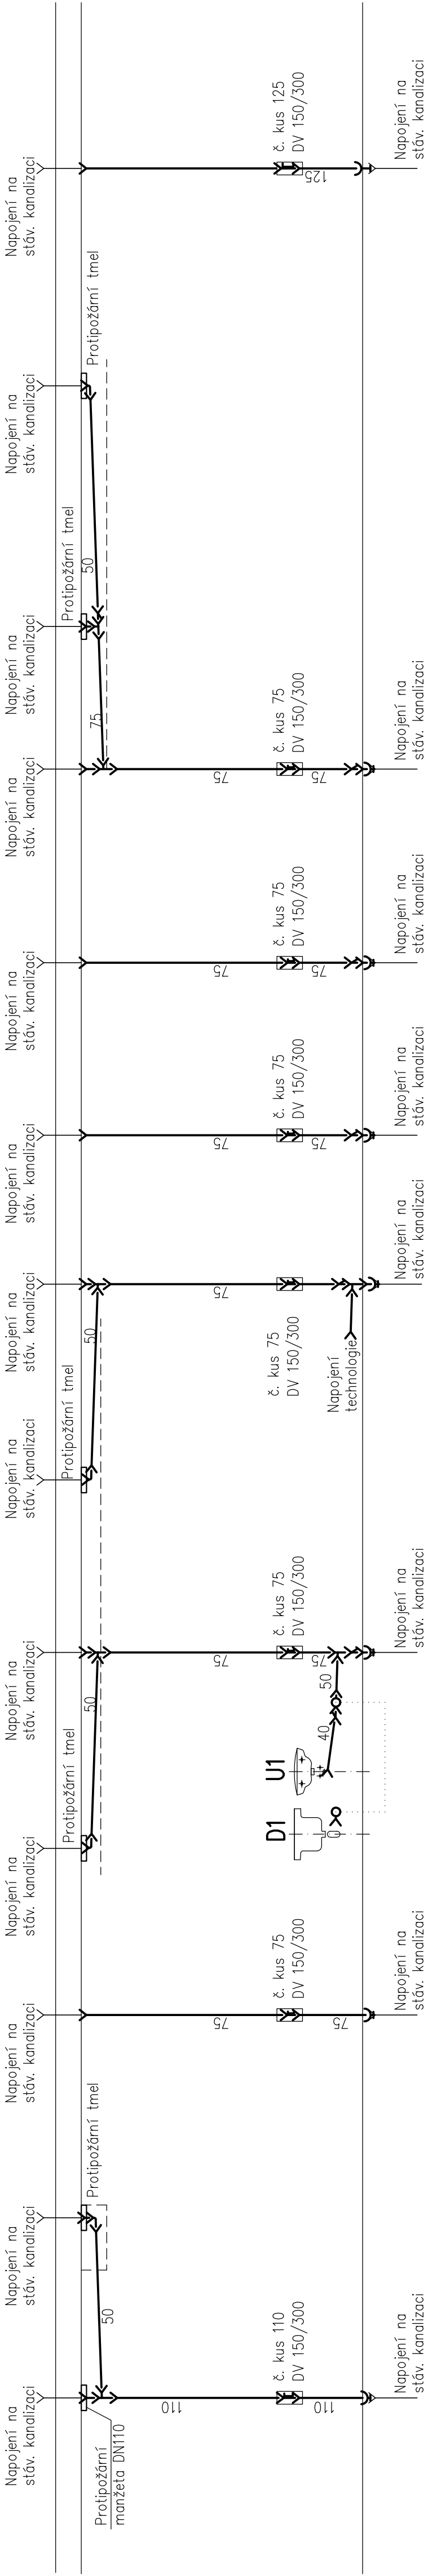 Napojení na
stáv. kanalizaci
Napojení na
stáv. kanalizaci
Napojení na
stáv. kanalizaci
Napojení na
stáv. kanalizaci
Napojení na
stáv. kanalizaci
Napojení na
stáv. kanalizaci
Napojení na
stáv. kanalizaci
Napojení na
stáv. kanalizaci
Napojení na
stáv. kanalizaci
Napojení na
stáv. kanalizaci
Napojení na
stáv. kanalizaci
Napojení na
stáv. kanalizaci
Napojení na
stáv. kanalizaci
Protipožární
manžeta DN110
Protipožární tmel
Protipožární tmel
Protipožární tmel
Protipožární tmel
Protipožární tmel
50
50
50
75
50
110
75
75
75
75
75
75
č. kus 110
DV 150/300
č. kus 75
DV 150/300
č. kus 75
DV 150/300
č. kus 75
DV 150/300
č. kus 75
DV 150/300
č. kus 75
DV 150/300
č. kus 75
DV 150/300
č. kus 125
DV 150/300
D1
U1
110
75
40
50
75
Napojení
technologie
75
75
75
125
Napojení na
stáv. kanalizaci
Napojení na
stáv. kanalizaci
Napojení na
stáv. kanalizaci
Napojení na
stáv. kanalizaci
Napojení na
stáv. kanalizaci
Napojení na
stáv. kanalizaci
Napojení na
stáv. kanalizaci
Napojení na
stáv. kanalizaci